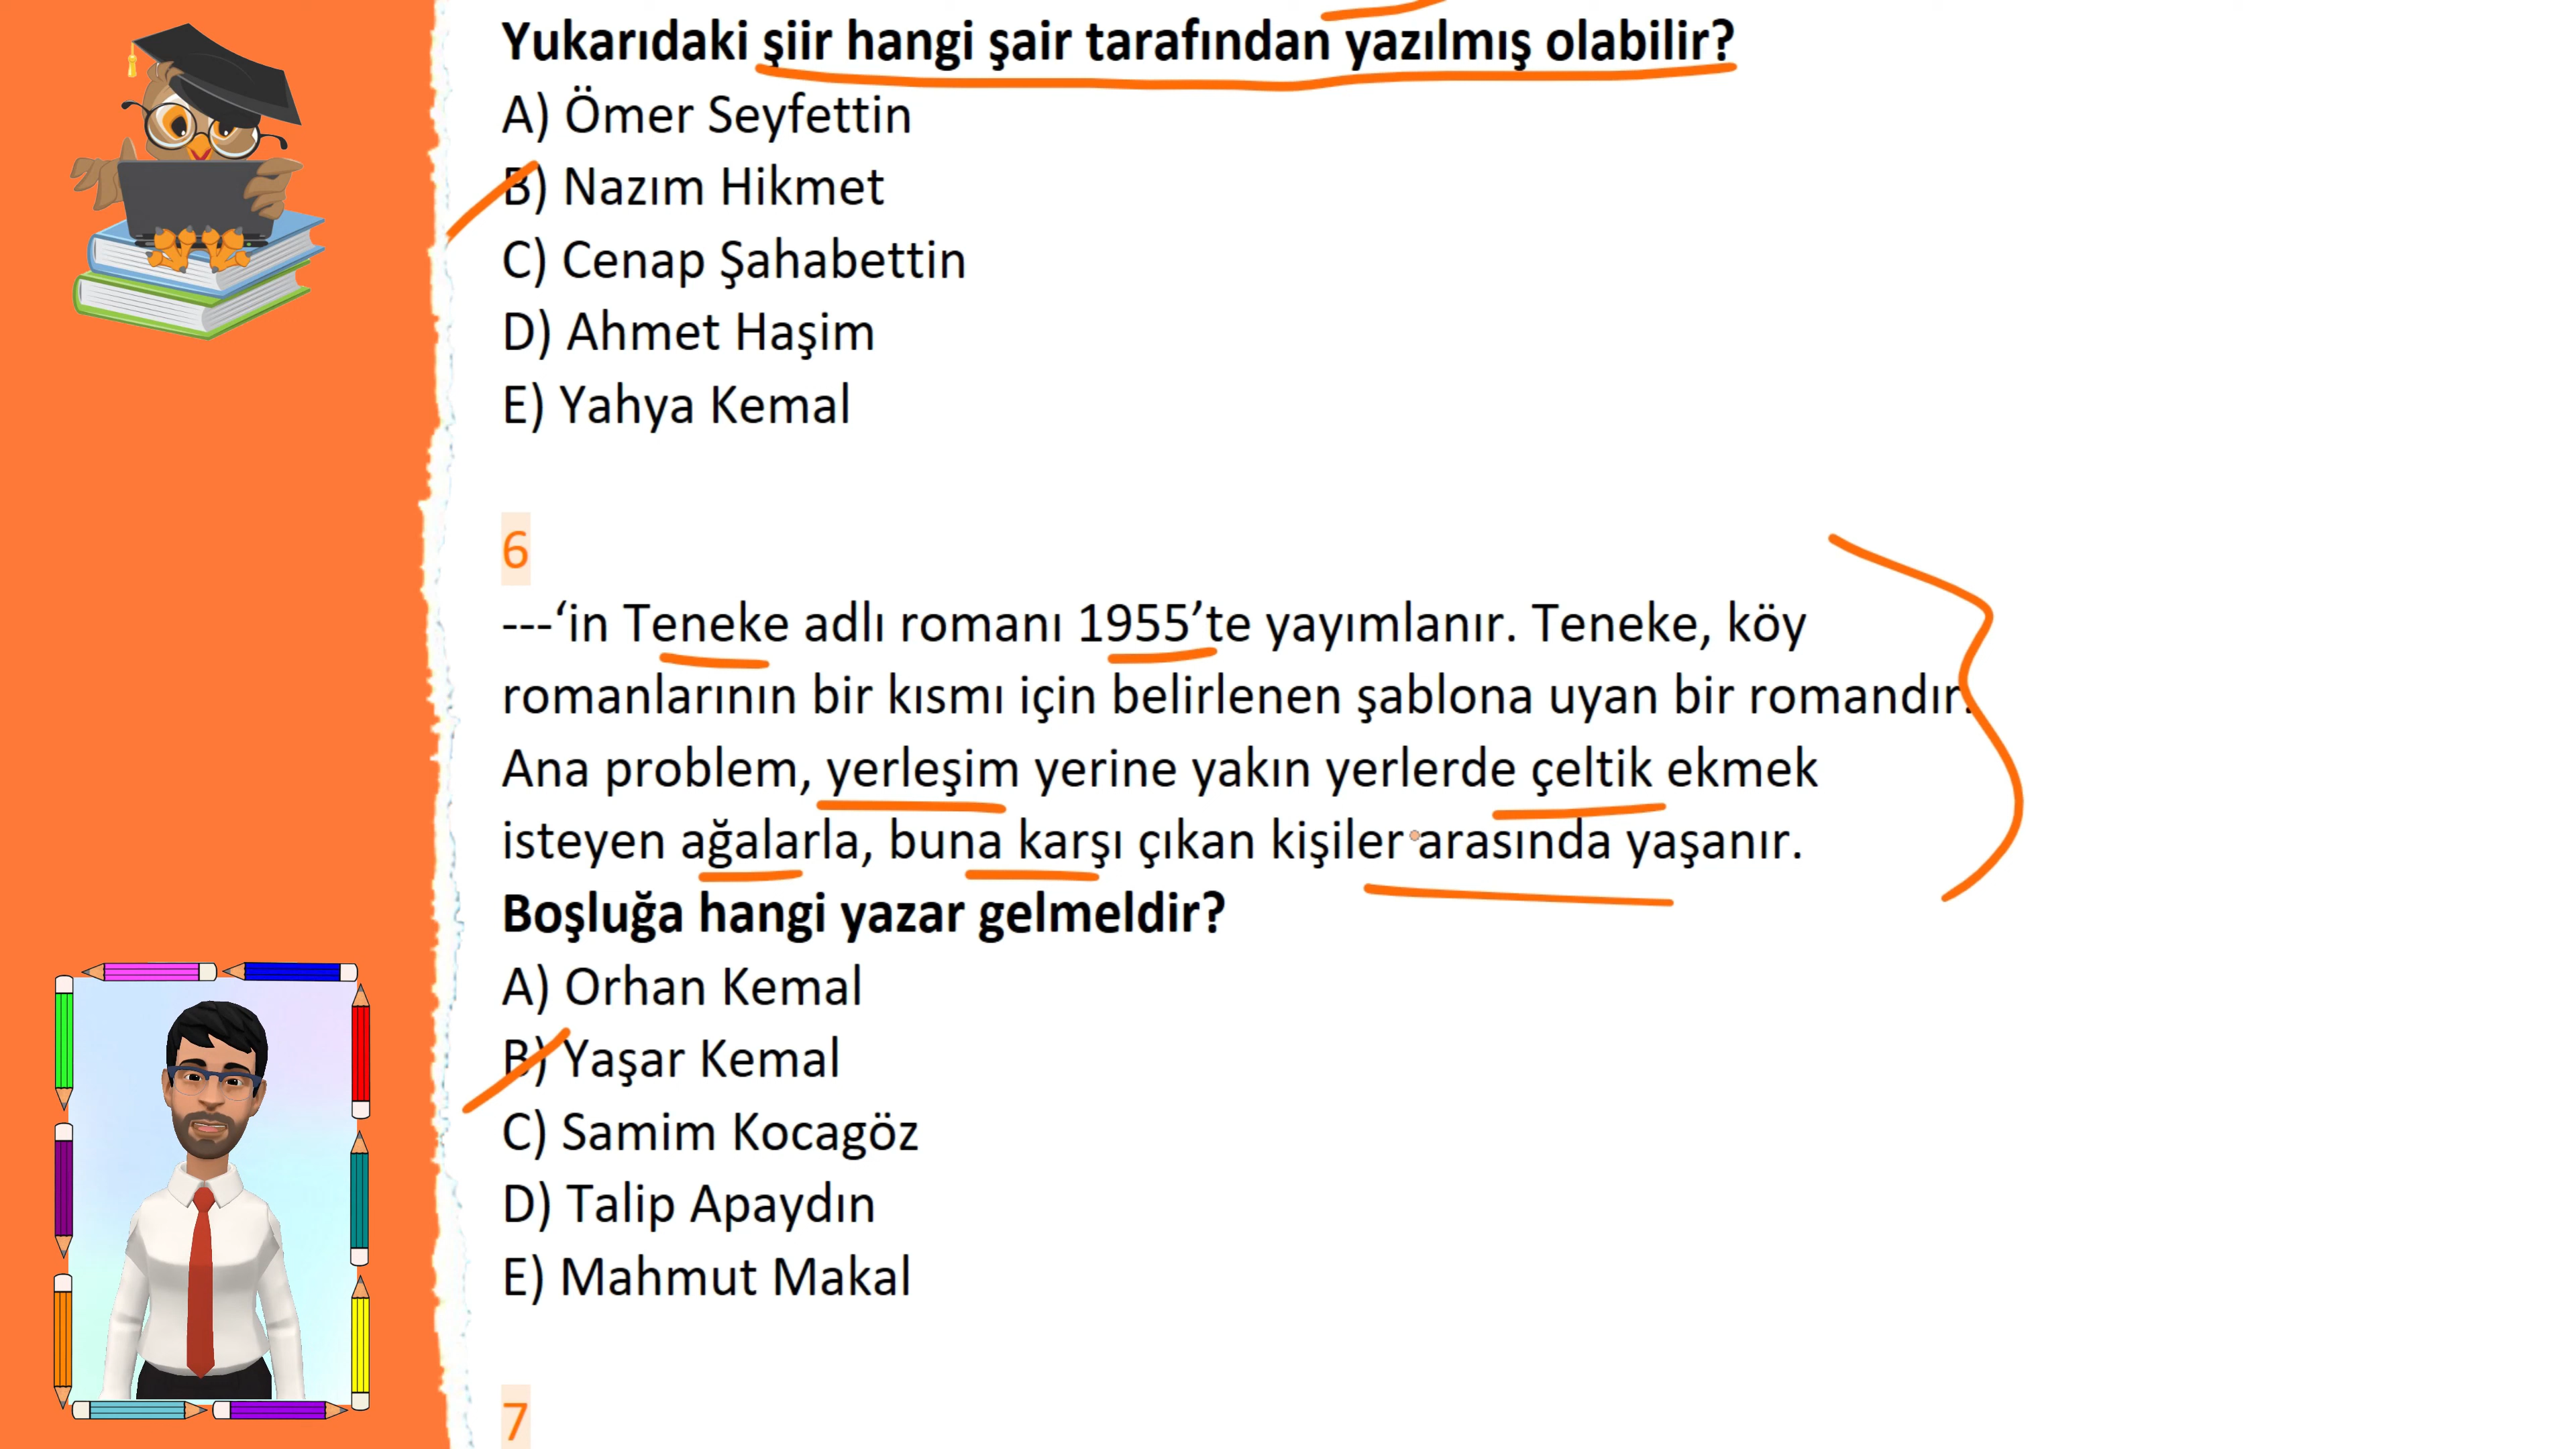 Yukarıdaki şiir hangi şair tarafından yazılmış olabilir?
A) Ömer Seyfettin
B) Nazım Hikmet
C) Cenap Şahabettin
D) Ahmet Haşim
E) Yahya Kemal
6
---‘in Teneke adlı romanı 1955’te yayımlanır. Teneke, köy
romanlarının bir kısmı için belirlenen şablona uyan bir romandır.
Ana problem, yerleşim yerine yakın yerlerde çeltik ekmek
isteyen ağalarla, buna karşı çıkan kişiler arasında yaşanır.
Boşluğa hangi yazar gelmeldir?
A) Orhan Kemal
B) Yaşar Kemal
C) Samim Kocagöz
D) Talip Apaydın
E) Mahmut Makal
7